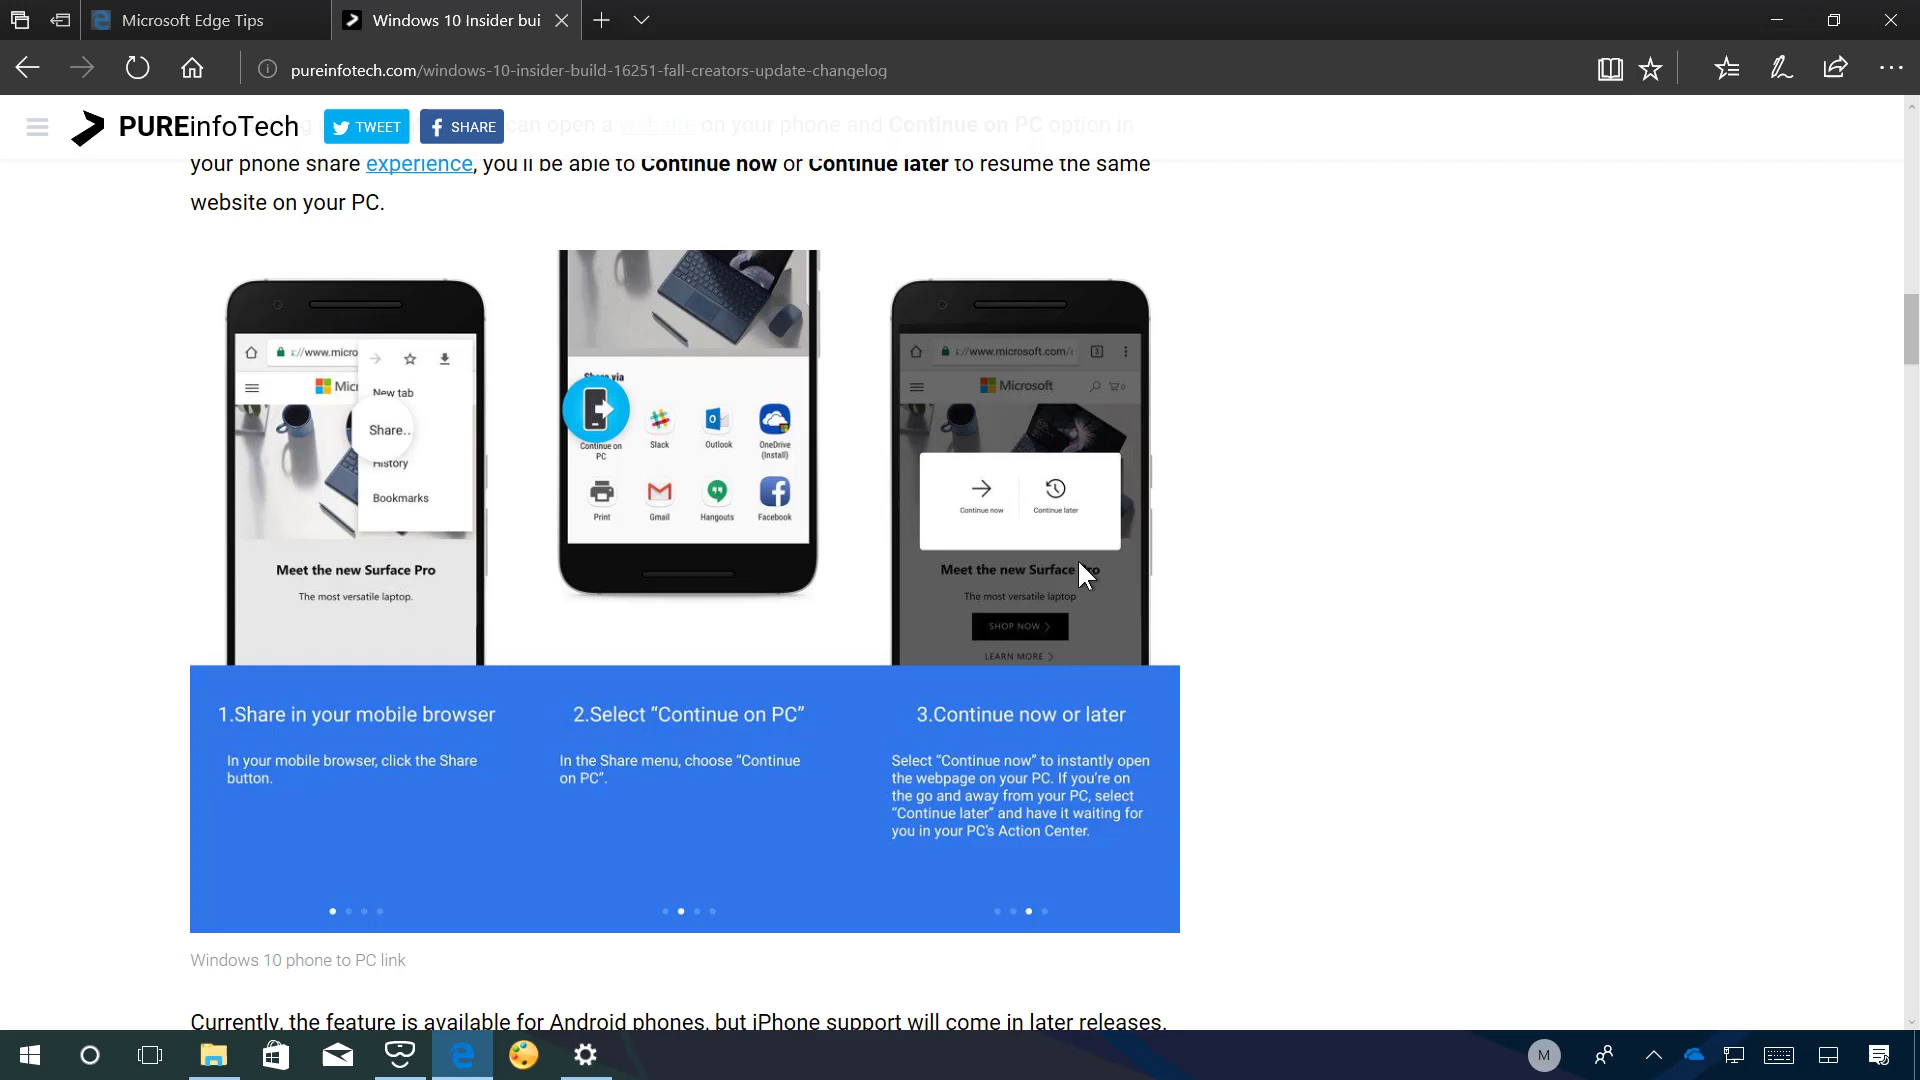 Microsoft Edge Tips
Windows 10 Insider bui
pureinfotech.com/windows-10-insider-build-16251-fall-creators-update-changelog
PUREinfoTech
TWEET
SHARE
can open a website on your phone and Continue on PC option in
your phone share experience, you'll be able to Continue now or Continue later to resume the same
website on your PC.
://www.micro
New tab
Micr
Share..
History
Bookmarks
Meet the new Surface Pro
The most versatile laptop.
Share via
Continue on
PC
Slack
Outlook
OneDrive
(Install)
Print
Gmail
Hangouts
Facebook
://www.microsoft.com/
3
Microsoft
0
Continue now
Continue later
Meet the new Surface Pro
The most versatile laptop
SHOP NOW
LEARN MORE
1.Share in your mobile browser
In your mobile browser, click the Share
button.
2.Select “Continue on PC”
In the Share menu, choose “Continue
on PC”.
3.Continue now or later
Select “Continue now” to instantly open
the webpage on your PC. If you’re on
the go and away from your PC, select
“Continue later” and have it waiting for
you in your PC’s Action Center.
Windows 10 phone to PC link
Currently, the feature is available for Android phones, but iPhone support will come in later releases.
M